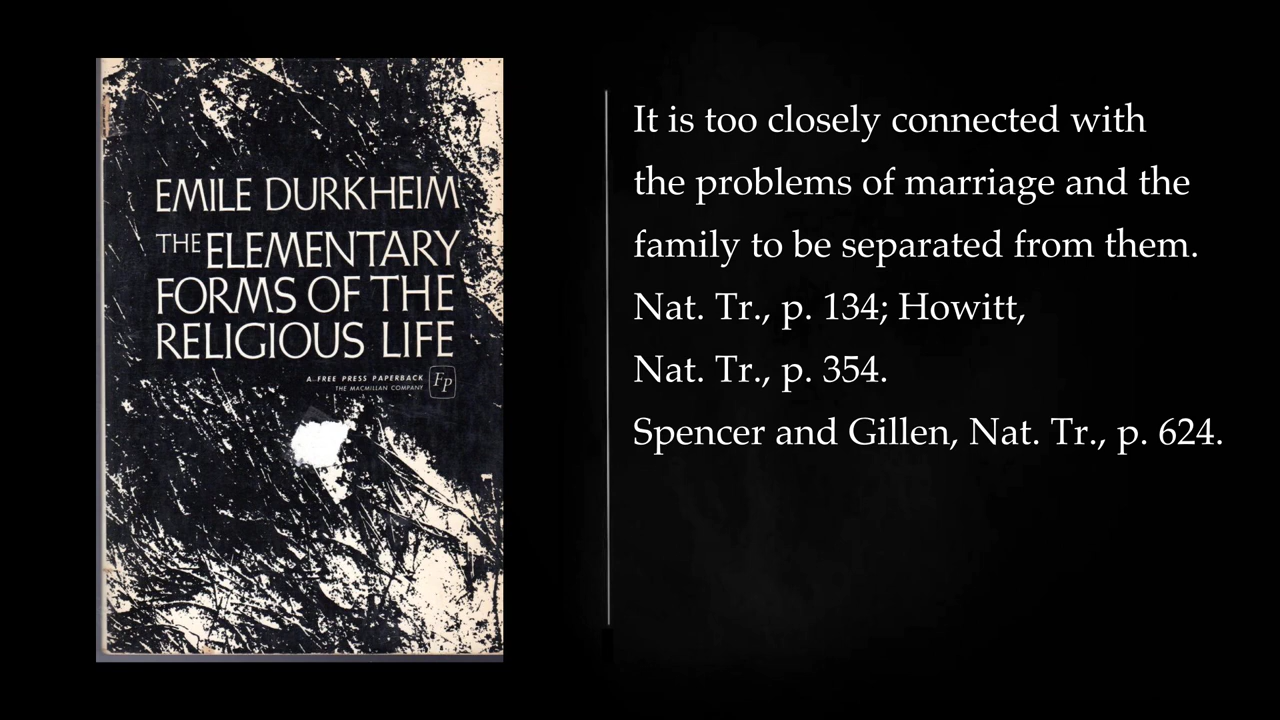 EMILE DURKHEIM
THE ELEMENTARY
FORMS OF THE
RELIGIOUS LIFE
A FREE PRESS PAPERBACK
THE MACMILLAN COMPANY
FP
It is too closely connected with
the problems of marriage and the
family to be separated from them.
Nat. Tr., p. 134; Howitt,
Nat. Tr., p. 354.
Spencer and Gillen, Nat. Tr., p. 624.